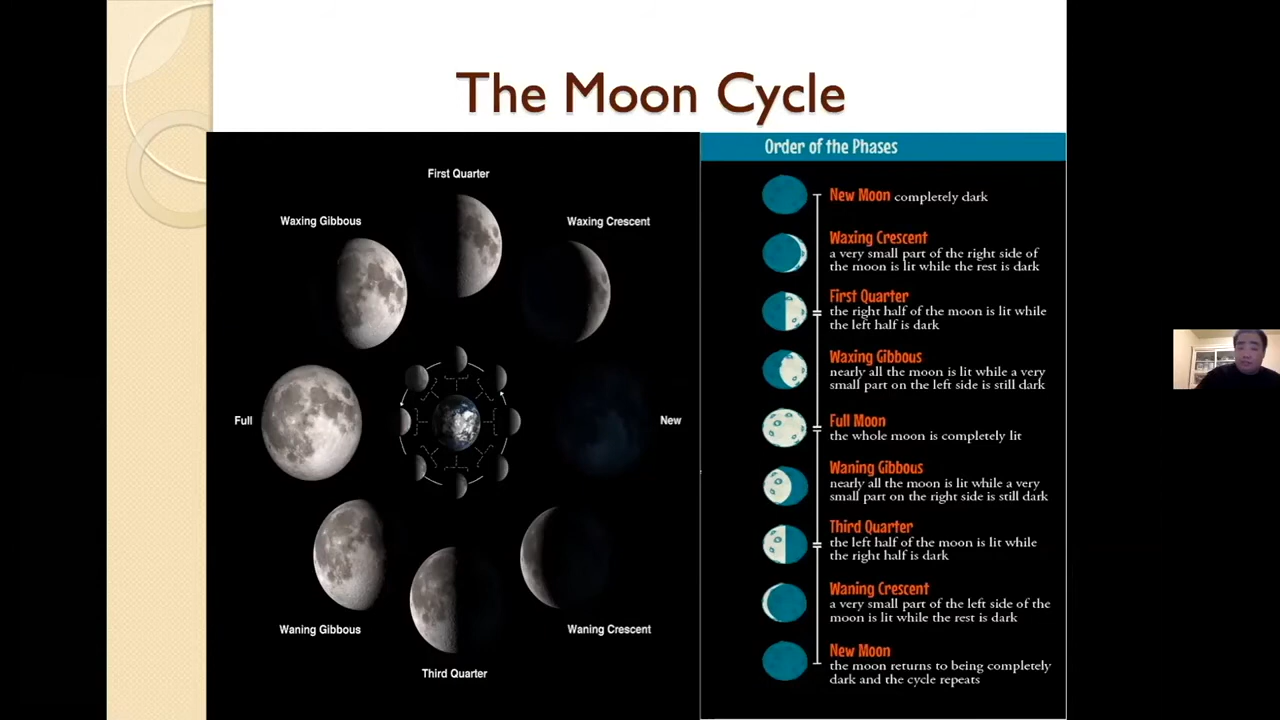 The Moon Cycle
First Quarter
Waxing Gibbous
Waxing Crescent
Full
New
Waning Gibbous
Waning Crescent
Third Quarter
Order of the Phases
New Moon completely dark
Waxing Crescent
a very small part of the right side of
the moon is lit while the rest is dark
First Quarter
the right half of the moon is lit while
the left half is dark
Waxing Gibbous
nearly all the moon is lit while a very
small part on the left side is still dark
Full Moon
the whole moon is completely lit
Waning Gibbous
nearly all the moon is lit while a very
small part on the right side is still dark
Third Quarter
the left half of the moon is lit while
the right half is dark
Waning Crescent
a very small part of the left side of the
moon is lit while the rest is dark
New Moon
the moon returns to being completely
dark and the cycle repeats